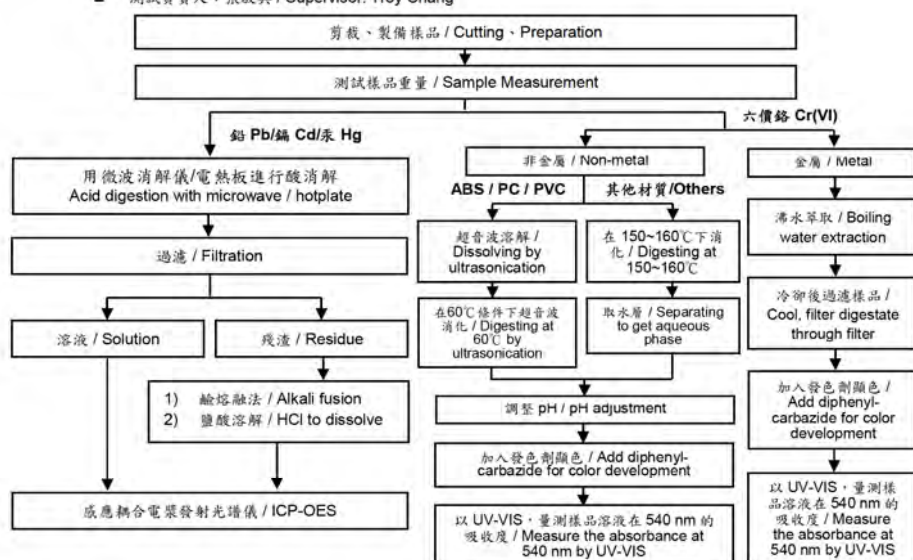 Supervisor: Troy Chang
剪裁、製備樣品 / Cutting、Preparation
測試樣品重量 / Sample Measurement
鉛 Pb/鎘 Cd/汞 Hg
六價鉻 Cr(VI)
用微波消解儀/電熱板進行酸消解
Acid digestion with microwave / hotplate
過濾 / Filtration
溶液 / Solution
殘渣 / Residue
1) 鹼熔融法 / Alkali fusion
2) 鹽酸溶解 / HCl to dissolve
感應耦合電漿發射光譜儀 / ICP-OES
非金屬 / Non-metal
ABS / PC / PVC
其他材質/Others
超音波溶解 /
Dissolving by
ultrasonication
在 150~160℃下消
化 / Digesting at
150~160℃
在60℃條件下超音波
消化 / Digesting at
60℃ by
ultrasonication
取水層 / Separating
to get aqueous
phase
調整 pH / pH adjustment
加入發色劑顯色 / Add diphenyl-
carbazide for color development
以 UV-VIS，量測樣品溶液在 540 nm 的
吸收度 / Measure the absorbance at
540 nm by UV-VIS
金屬 / Metal
沸水萃取 / Boiling
water extraction
冷卻後過濾樣品 /
Cool, filter digestate
through filter
加入發色劑顯色 /
Add diphenyl-
carbazide for color
development
以 UV-VIS，量測樣
品溶液在 540 nm 的
吸收度 / Measure
the absorbance at
540 nm by UV-VIS